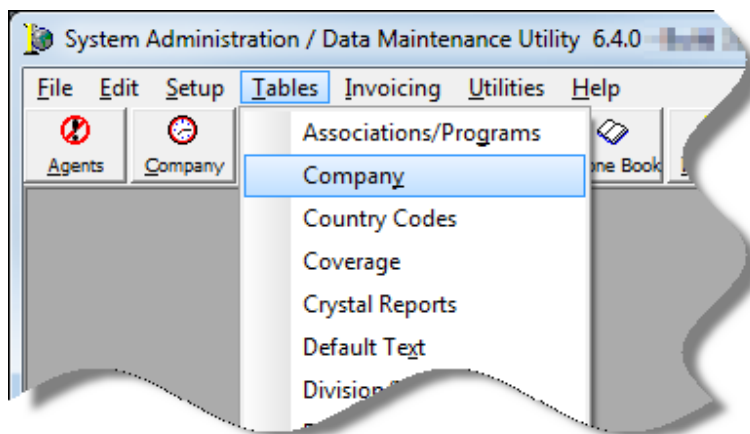 System Administration / Data Maintenance Utility 6.4.0
File Edit Setup Tables Invoicing Utilities Help
Agents Company Book
Associations/Programs
Company
Country Codes
Coverage
Crystal Reports
Default Text
Division